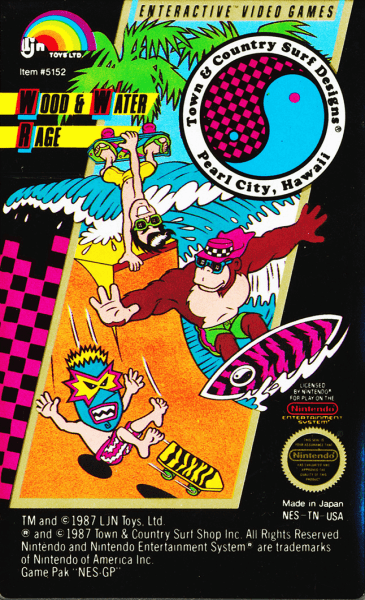 ENTERACTIVE™ VIDEO GAMES
LJN
TOYS LTD.
Item #5152
WOOD & WATER
RAGE
Town & Country Surf Designs®
Pearl City, Hawaii
LICENSED
BY NINTENDO®
FOR PLAY ON THE
Nintendo
ENTERTAINMENT
SYSTEM®
Nintendo
Made in Japan
NES-TN-USA
TM and © 1987 LJN Toys, Ltd.
® and © 1987 Town & Country Surf Shop Inc. All Rights Reserved
Nintendo and Nintendo Entertainment System® are trademarks
of Nintendo of America Inc.
Game Pak "NES-GP"